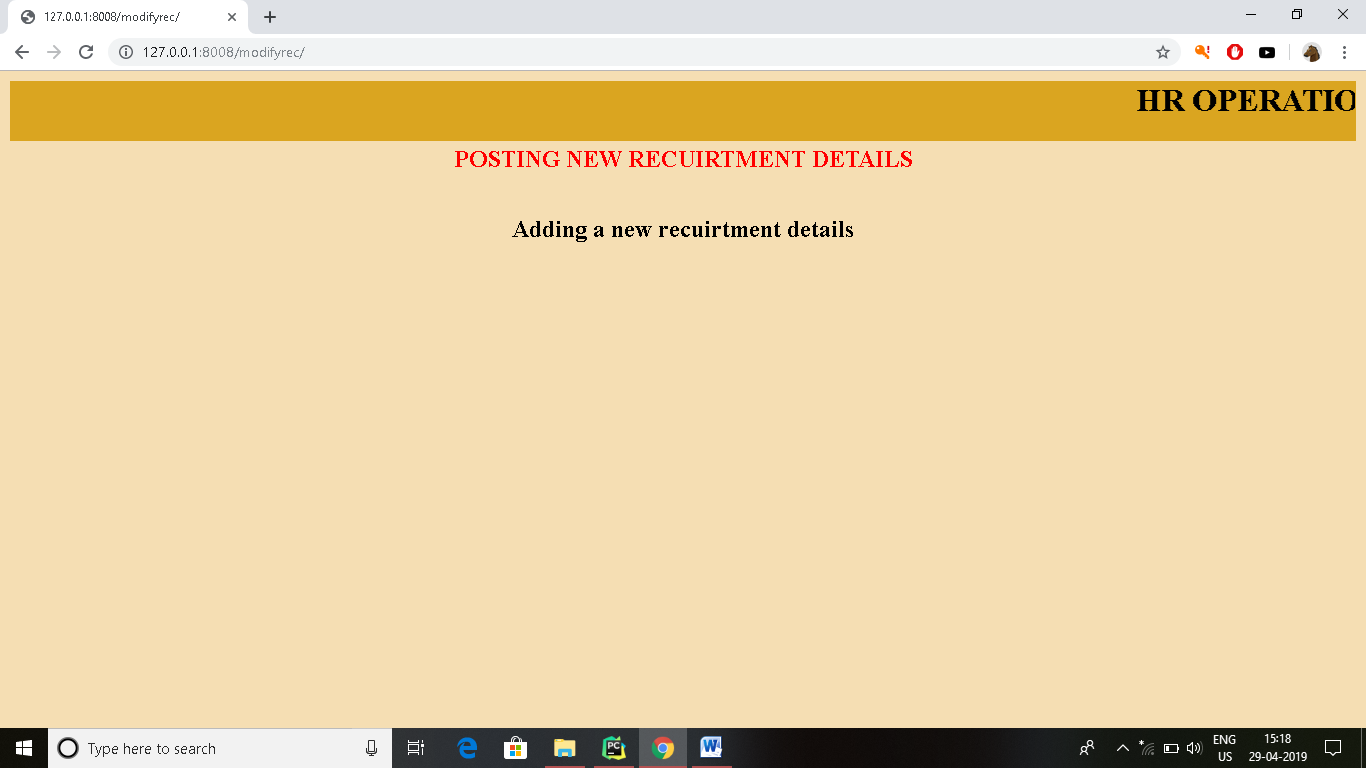 127.0.0.1:8008/modifyrec/
127.0.0.1:8008/modifyrec/
HR OPERATIO
POSTING NEW RECUIRTMENT DETAILS
Adding a new recuirtment details
Type here to search
ENG
US
15:18
29-04-2019